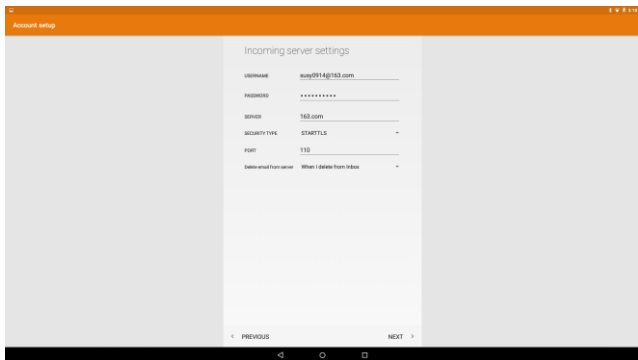 Account setup
Incoming server settings
USERNAME susy0914@163.com
PASSWORD ••••••••••
SERVER 163.com
SECURITY TYPE STARTTLS
PORT 110
Delete email from server When I delete from Inbox
PREVIOUS NEXT